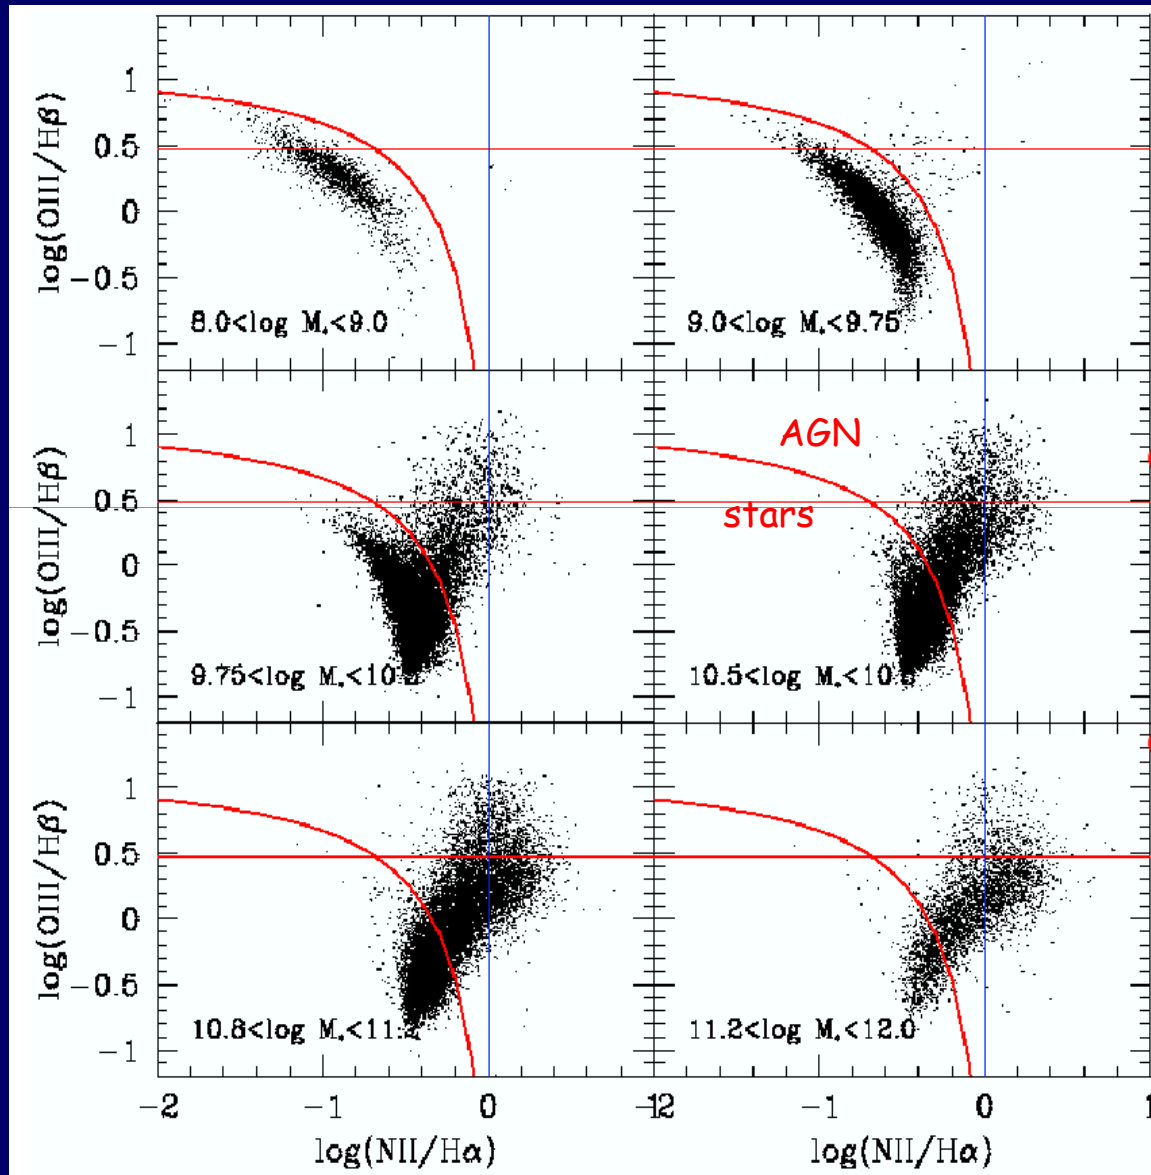 log(OIII/Hβ)
1
0.5
0
−0.5
−1
8.0<log M*<9.0
9.0<log M*<9.75
log(OIII/Hβ)
1
0.5
0
−0.5
−1
AGN
stars
9.75<log M*<10
10.5<log M*<10
log(OIII/Hβ)
1
0.5
0
−0.5
−1
10.8<log M*<11.
11.2<log M*<12.0
−2
−1
0
−1
0
1
log(NII/Hα)
log(NII/Hα)